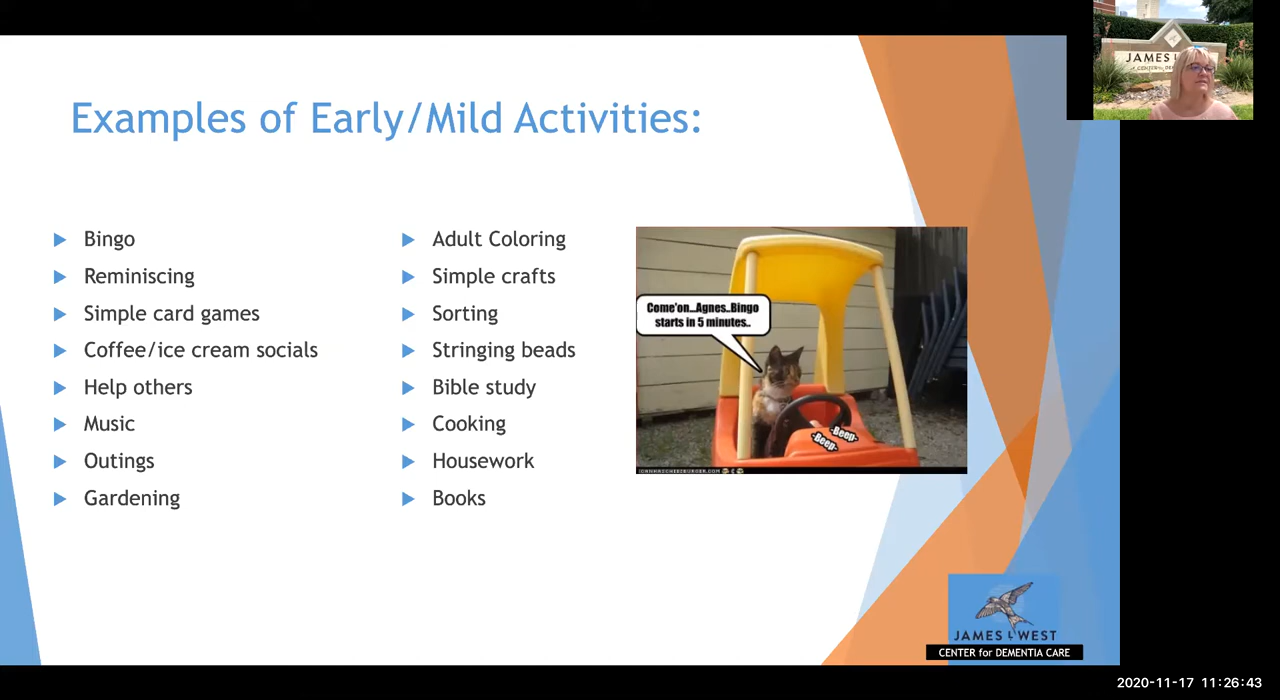 Examples of Early/Mild Activities:
Bingo
Reminiscing
Simple card games
Coffee/ice cream socials
Help others
Music
Outings
Gardening
Adult Coloring
Simple crafts
Sorting
Stringing beads
Bible study
Cooking
Housework
Books
Come'on...Agnes..Bingo
starts in 5 minutes..
-Beep-
-Beep-
JAMES L WEST
CENTER for DEMENTIA CARE
JAMES
2020-11-17 11:26:43